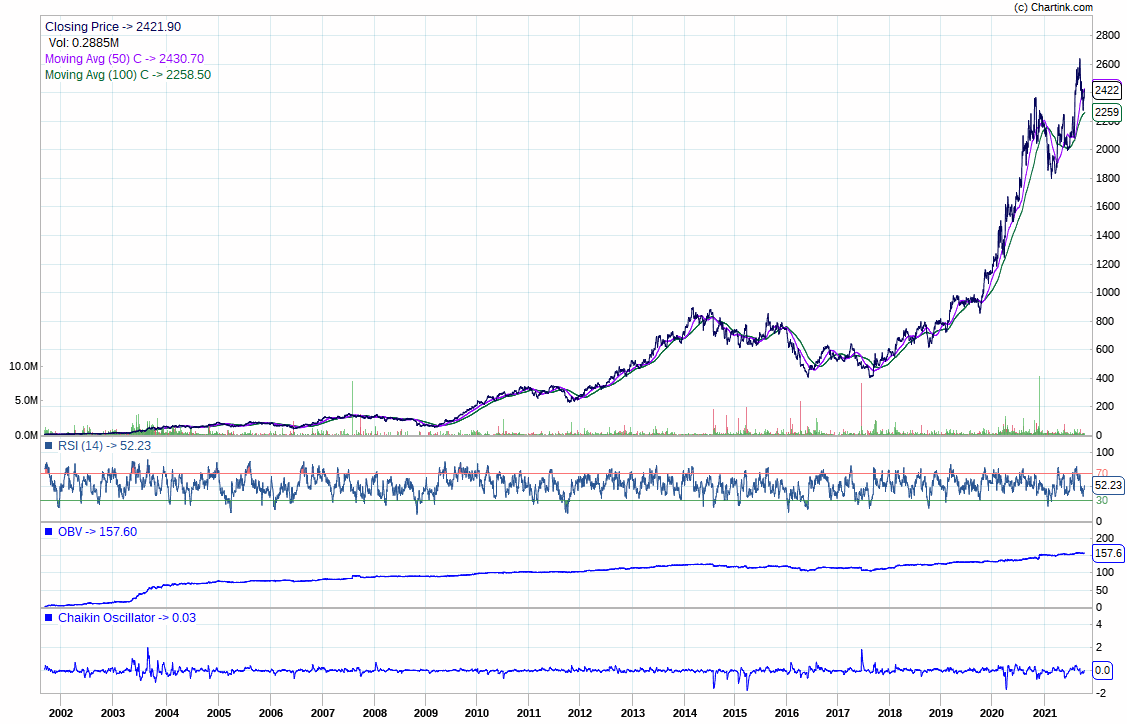 (c) Chartink.com
Closing Price -> 2421.90
Vol: 0.2885M
Moving Avg (50) C -> 2430.70
Moving Avg (100) C -> 2258.50
2800
2600
2422
2259
2200
2000
1800
1600
1400
1200
1000
800
600
400
200
0
10.0M
5.0M
0.0M
RSI (14) -> 52.23
100
70
52.23
30
0
OBV -> 157.60
200
157.6
100
50
0
Chaikin Oscillator -> 0.03
4
2
0.0
-2
2002 2003 2004 2005 2006 2007 2008 2009 2010 2011 2012 2013 2014 2015 2016 2017 2018 2019 2020 2021